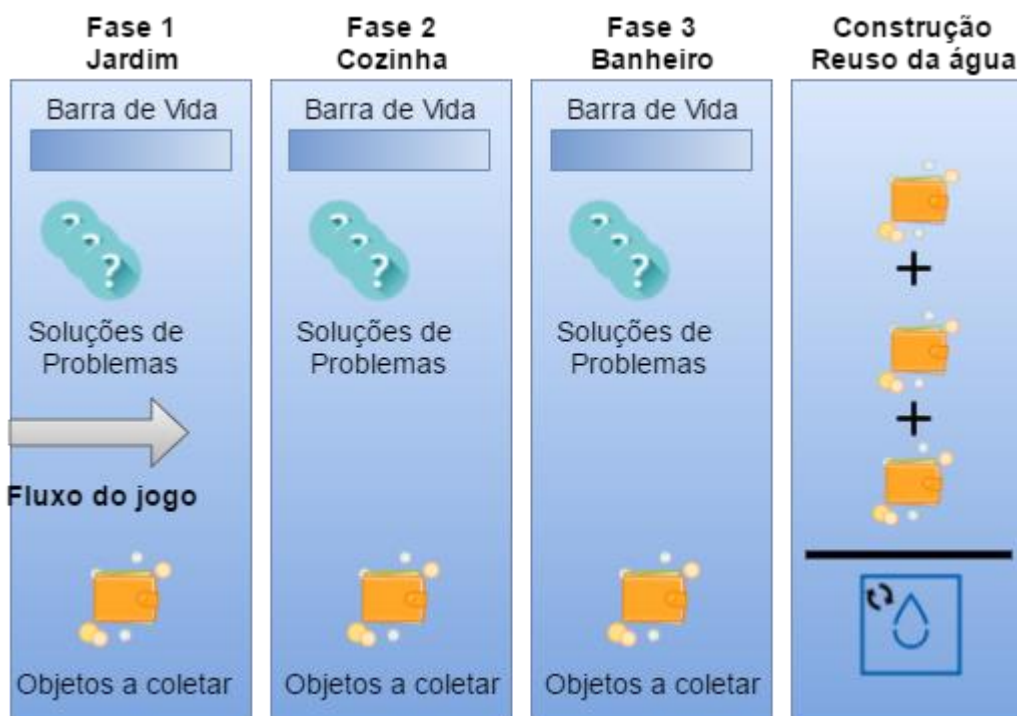 Fase 1
Jardim
Barra de Vida
? ? ?
Soluções de
Problemas
Fluxo do jogo
Objetos a coletar
Fase 2
Cozinha
Barra de Vida
? ? ?
Soluções de
Problemas
Objetos a coletar
Fase 3
Banheiro
Barra de Vida
? ? ?
Soluções de
Problemas
Objetos a coletar
Construção
Reuso da água
+
+